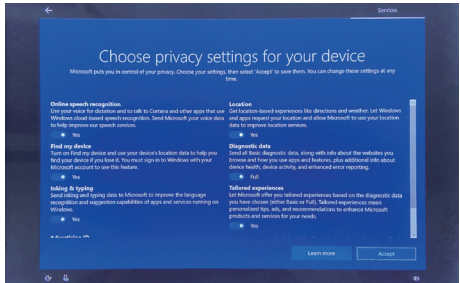 Services
Choose privacy settings for your device
Microsoft puts you in control of your privacy. Choose your settings, then select 'Accept' to save them. You can change these settings at any
time.
Online speech recognition
Use your voice for dictation and to talk to Cortana and other apps that use
Windows cloud-based speech recognition. Send Microsoft your voice data
to help improve our speech services.
Yes
Find my device
Turn on Find my device and use your device's location data to help you
find your device if you lose it. You must sign in to Windows with your
Microsoft account to use this feature.
Yes
Inking & typing
Send inking and typing data to Microsoft to improve the language
recognition and suggestion capabilities of apps and services running on
Windows.
Yes
Advertising ID
Location
Get location-based experiences like directions and weather. Let Windows
and apps request your location and allow Microsoft to use your location
data to improve location services.
Yes
Diagnostic data
Send all Basic diagnostic data, along with info about the websites you
browse and how you use apps and features, plus additional info about
device health, device activity, and enhanced error reporting.
Full
Tailored experiences
Let Microsoft offer you tailored experiences based on the diagnostic data
you have chosen (either Basic or Full). Tailored experiences mean
personalized tips, ads, and recommendations to enhance Microsoft
products and services for your needs.
Yes
Learn more
Accept